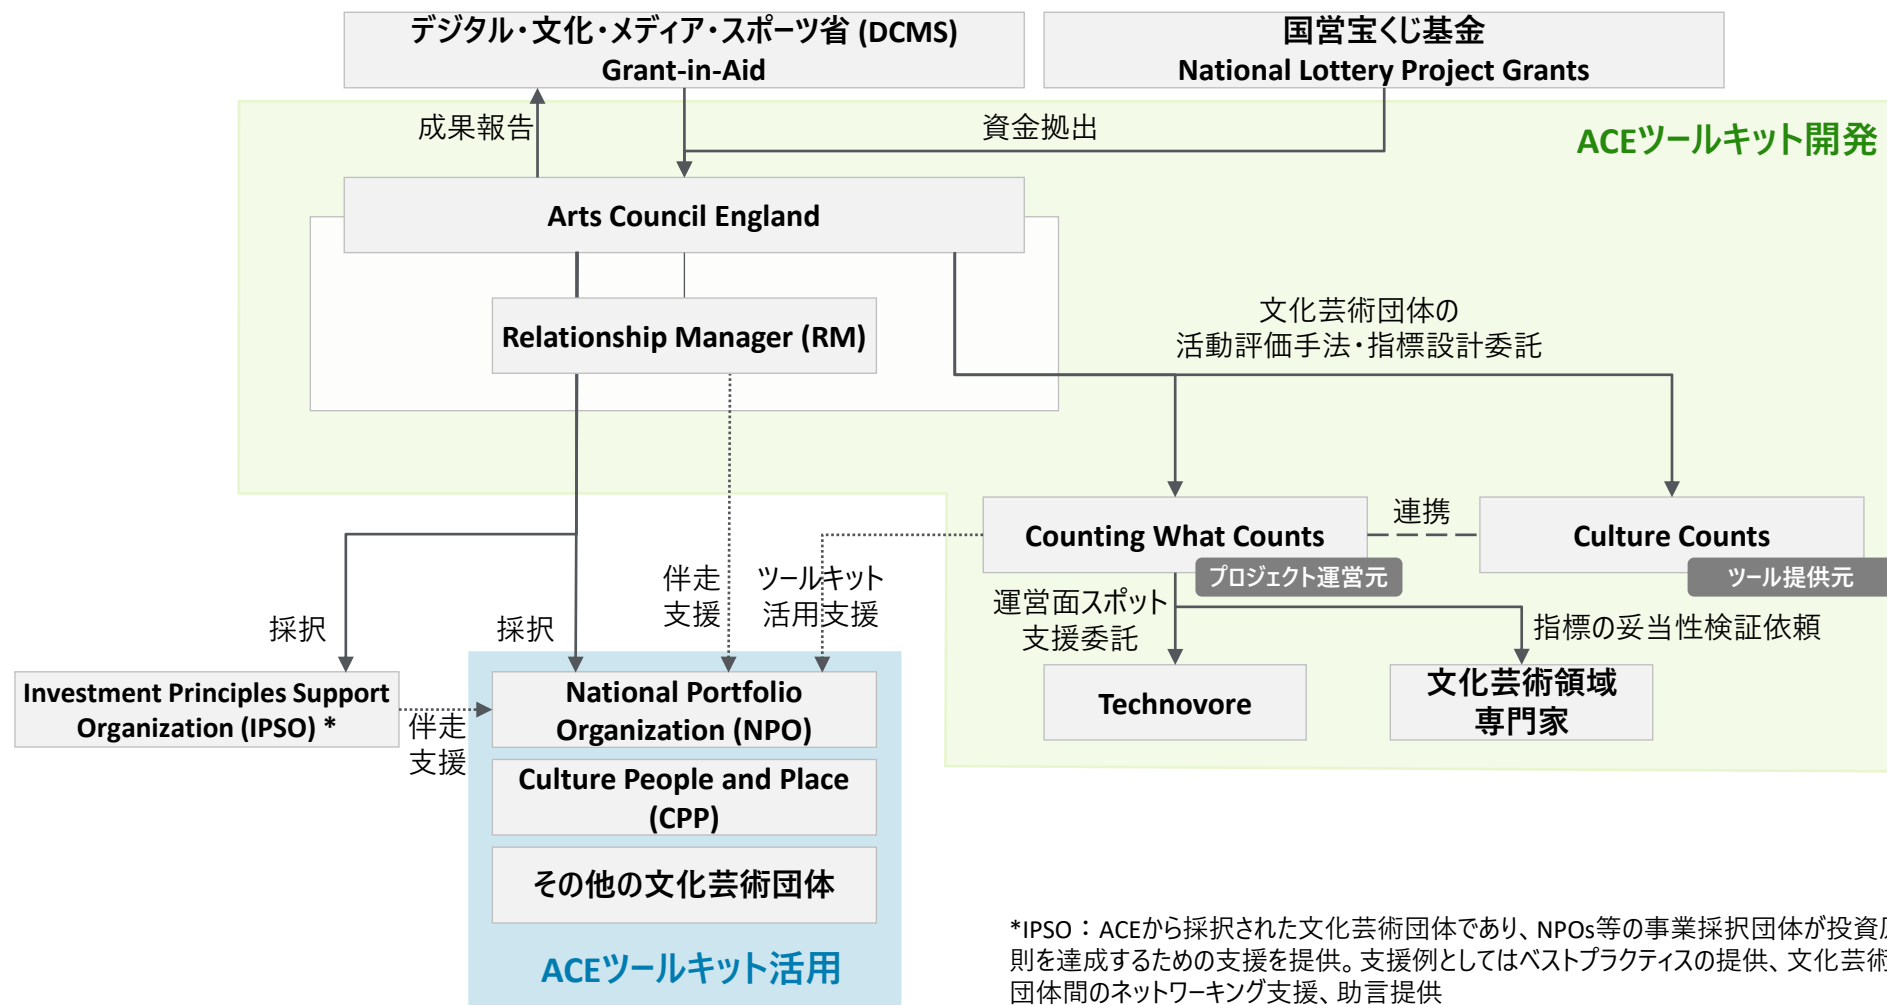 デジタル・文化・メディア・スポーツ省 (DCMS)
Grant-in-Aid
国営宝くじ基金
National Lottery Project Grants
成果報告
資金拠出
ACEツールキット開発
Arts Council England
Relationship Manager (RM)
文化芸術団体の
活動評価手法・指標設計委託
Counting What Counts
プロジェクト運営元
連携
Culture Counts
ツール提供元
伴走
支援
ツールキット
活用支援
運営面スポット
支援委託
指標の妥当性検証依頼
採択
採択
Investment Principles Support
Organization (IPSO) *
伴走
支援
National Portfolio
Organization (NPO)
Technovore
文化芸術領域
専門家
Culture People and Place
(CPP)
その他の文化芸術団体
ACEツールキット活用
*IPSO：ACEから採択された文化芸術団体であり、NPOs等の事業採択団体が投資原
則を達成するための支援を提供。支援例としてはベストプラクティスの提供、文化芸術
団体間のネットワーキング支援、助言提供